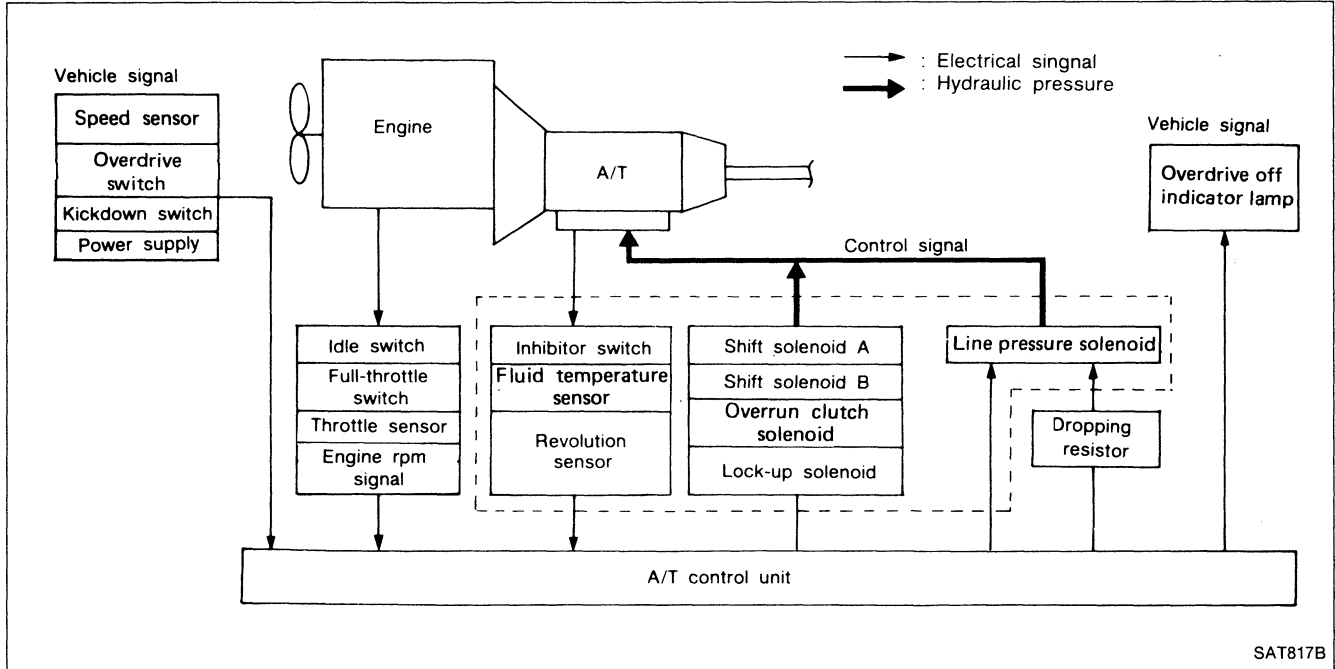 Vehicle signal
Speed sensor
Overdrive
switch
Kickdown switch
Power supply
Engine
A/T
: Electrical singnal
: Hydraulic pressure
Vehicle signal
Overdrive off
indicator lamp
Control signal
Idle switch
Full-throttle
switch
Throttle sensor
Engine rpm
signal
Inhibitor switch
Fluid temperature
sensor
Revolution
sensor
Shift solenoid A
Shift solenoid B
Overrun clutch
solenoid
Lock-up solenoid
Line pressure solenoid
Dropping
resistor
A/T control unit
SAT817B